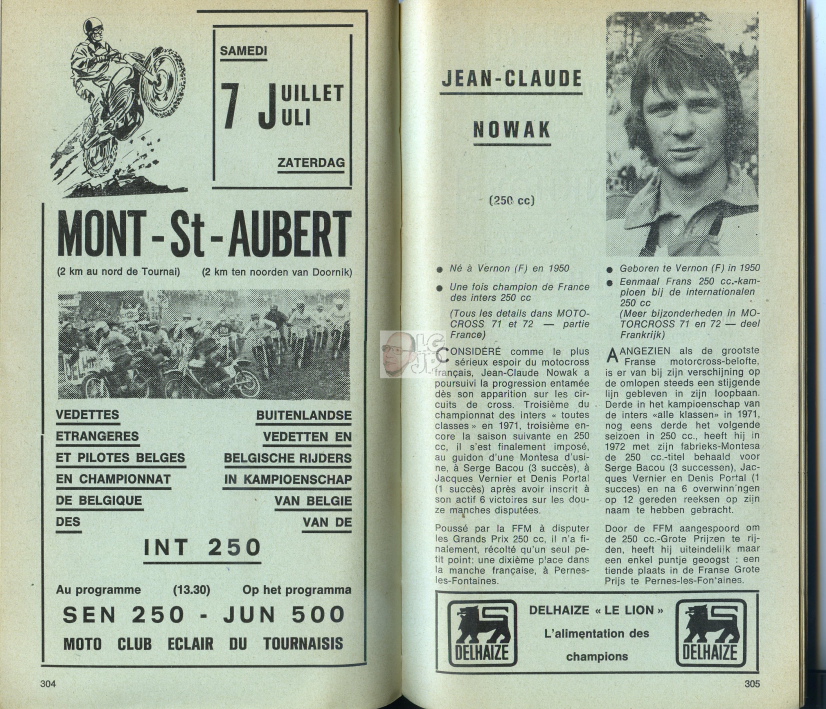 SAMEDI
7 JUILLET
JULI
ZATERDAG
MONT-St-AUBERT
(2 km au nord de Tournai) (2 km ten noorden van Doornik)
VEDETTES
ETRANGERES
ET PILOTES BELGES
EN CHAMPIONNAT
DE BELGIQUE
DES
BUITENLANDSE
VEDETTEN EN
BELGISCHE RIJDERS
IN KAMPIOENSCHAP
VAN BELGIE
VAN DE
INT 250
Au programme (13.30) Op het programma
SEN 250 - JUN 500
MOTO CLUB ECLAIR DU TOURNAISIS
304
JEAN-CLAUDE
NOWAK
(250 cc)
● Né à Vernon (F) en 1950
● Une fois champion de France
des inters 250 cc
(Tous les details dans MOTO-
CROSS 71 et 72 — partie
France)
CONSIDÉRÉ comme le plus
sérieux espoir du motocross
français, Jean-Claude Nowak a
poursuivi la progression entamée
dès son apparition sur les cir-
cuits de cross. Troisième du
championnat des inters « toutes
classes » en 1971, troisième en-
core la saison suivante en 250
cc, il s'est finalement imposé,
au guidon d'une Montesa d'usi-
ne, à Serge Bacou (3 succès), à
Jacques Vernier et Denis Portal
(1 succès) après avoir inscrit à
son actif 6 victoires sur les dou-
ze manches disputées.
Poussé par la FFM à disputer
les Grands Prix 250 cc, il n'a fi-
nalement, récolté qu'un seul pe-
tit point: une dixième place dans
la manche française, à Pernes-
les-Fontaines.
● Geboren te Vernon (F) in 1950
● Eenmaal Frans 250 cc.-kam-
pioen bij de internationalen
250 cc
(Meer bijzonderheden in MO-
TORCROSS 71 en 72 — deel
Frankrijk)
AANGEZIEN als de grootste
Franse motorcross-belofte,
is er van bij zijn verschijning op
de omlopen steeds een stijgende
lijn gebleven in zijn loopbaan.
Derde in het kampioenschap van
de inters «alle klassen» in 1971,
nog eens derde het volgende
seizoen in 250 cc., heeft hij in
1972 met zijn fabrieks-Montesa
de 250 cc.-titel behaald voor
Serge Bacou (3 successen), Jac-
ques Vernier en Denis Portal (1
succes) en na 6 overwinn'ngen
op 12 gereden reeksen op zijn
naam te hebben gebracht.
Door de FFM aangespoord om
de 250 cc.-Grote Prijzen te rij-
den, heeft hij uiteindelijk maar
een enkel puntje geoogst : een
tiende plaats in de Franse Grote
Prijs te Pernes-les-Fontaines.
DELHAIZE
DELHAIZE « LE LION »
L'alimentation des
champions
DELHAIZE
305